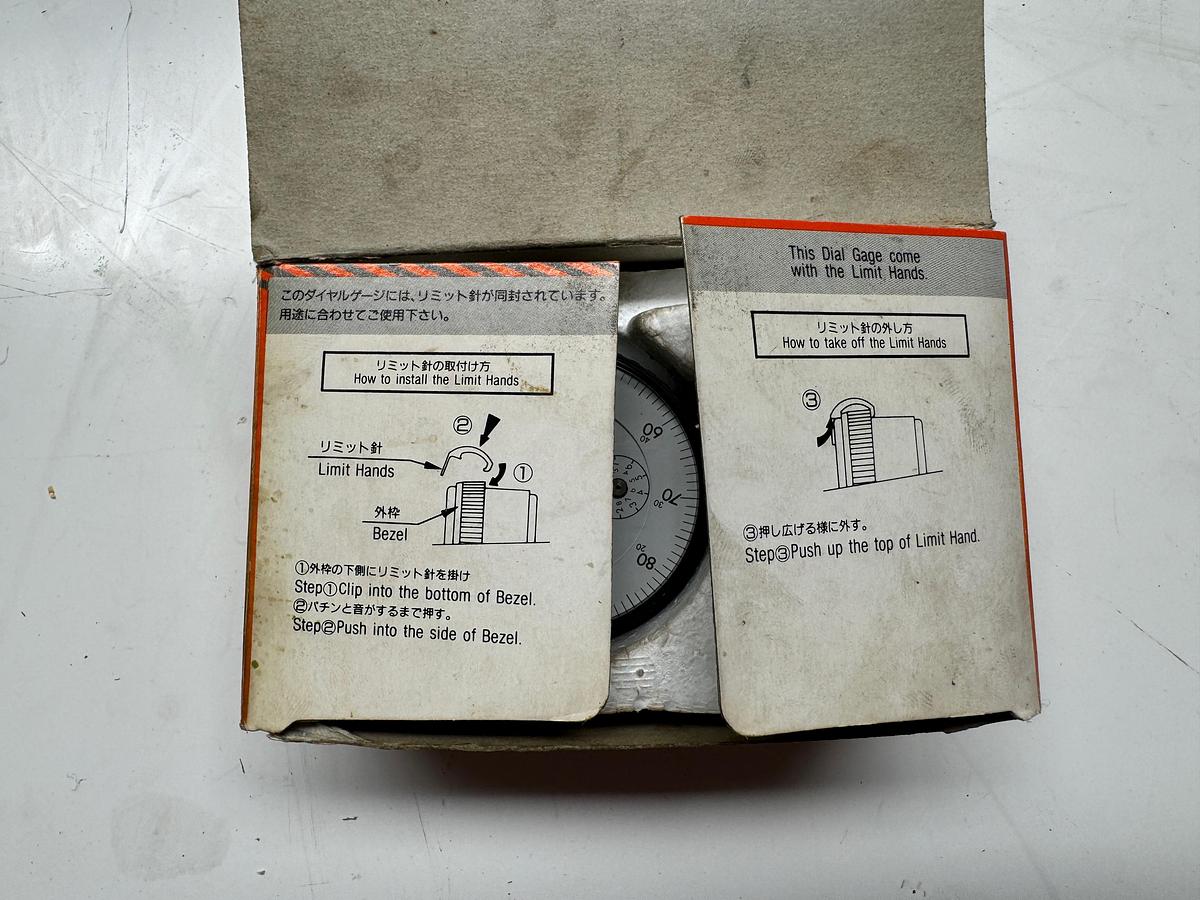 このダイヤルゲージには、リミット針が同封されています。
用途に合わせてご使用下さい。
リミット針の取付け方
How to install the Limit Hands
②
①
リミット針
Limit Hands
外枠
Bezel
①外枠の下側にリミット針を掛け
Step①Clip into the bottom of Bezel.
②パチンと音がするまで押す。
Step②Push into the side of Bezel.
60
40
70
30
80
20
This Dial Gage come
with the Limit Hands.
リミット針の外し方
How to take off the Limit Hands
③
③押し広げる様に外す。
Step③Push up the top of Limit Hand.